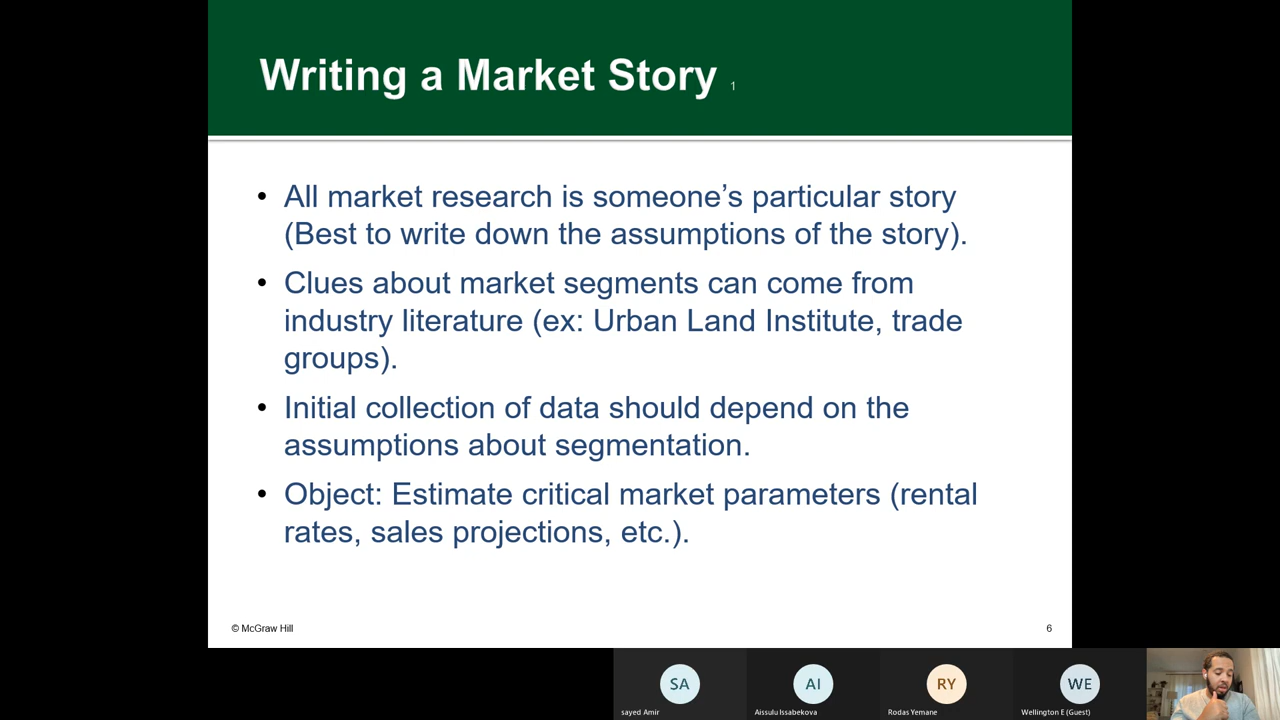 Writing a Market Story 1
• All market research is someone’s particular story
(Best to write down the assumptions of the story).
• Clues about market segments can come from
industry literature (ex: Urban Land Institute, trade
groups).
• Initial collection of data should depend on the
assumptions about segmentation.
• Object: Estimate critical market parameters (rental
rates, sales projections, etc.).
© McGraw Hill
6
SA
AI
RY
WE
sayed Amir
Aissulu Issabekova
Rodas Yemane
Wellington E (Guest)